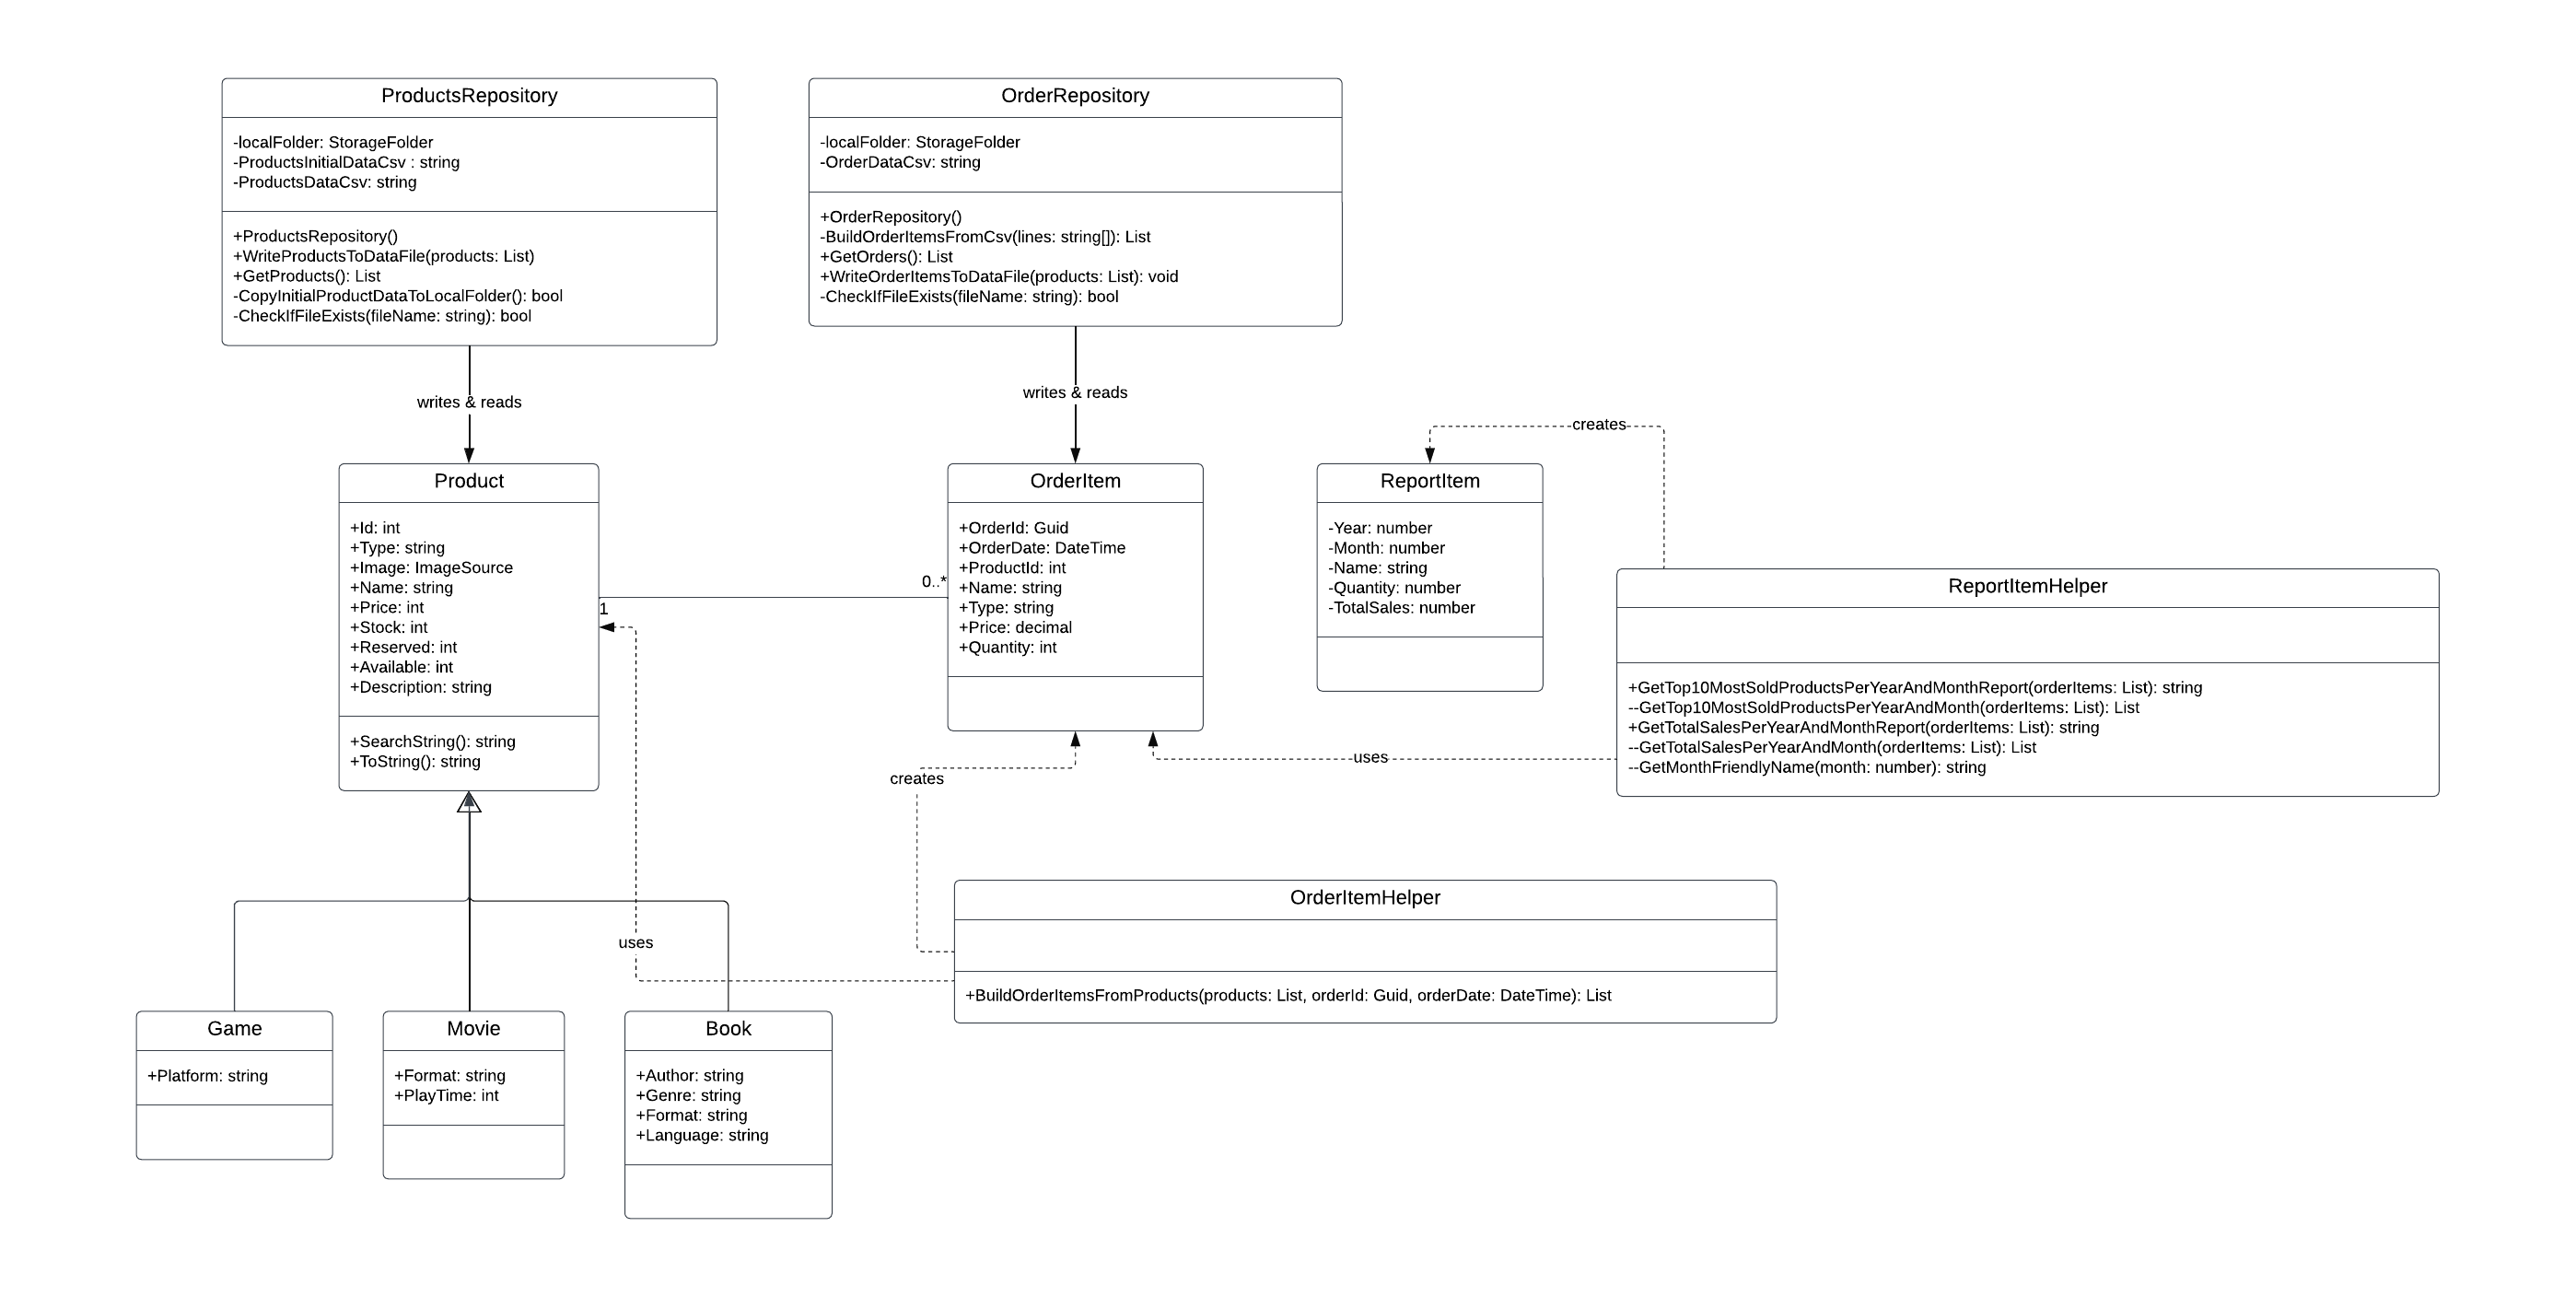 ProductsRepository
-localFolder: StorageFolder
-ProductsInitialDataCsv : string
-ProductsDataCsv: string
+ProductsRepository()
+WriteProductsToDataFile(products: List)
+GetProducts(): List
-CopyInitialProductDataToLocalFolder(): bool
-CheckIfFileExists(fileName: string): bool
OrderRepository
-localFolder: StorageFolder
-OrderDataCsv: string
+OrderRepository()
-BuildOrderItemsFromCsv(lines: string[]): List
+GetOrders(): List
+WriteOrderItemsToDataFile(products: List): void
-CheckIfFileExists(fileName: string): bool
writes & reads
writes & reads
creates
Product
+Id: int
+Type: string
+Image: ImageSource
+Name: string
+Price: int
+Stock: int
+Reserved: int
+Available: int
+Description: string
+SearchString(): string
+ToString(): string
1
0..*
OrderItem
+OrderId: Guid
+OrderDate: DateTime
+ProductId: int
+Name: string
+Type: string
+Price: decimal
+Quantity: int
ReportItem
-Year: number
-Month: number
-Name: string
-Quantity: number
-TotalSales: number
ReportItemHelper
+GetTop10MostSoldProductsPerYearAndMonthReport(orderItems: List): string
--GetTop10MostSoldProductsPerYearAndMonth(orderItems: List): List
+GetTotalSalesPerYearAndMonthReport(orderItems: List): string
--GetTotalSalesPerYearAndMonth(orderItems: List): List
--GetMonthFriendlyName(month: number): string
uses
creates
uses
OrderItemHelper
+BuildOrderItemsFromProducts(products: List, orderId: Guid, orderDate: DateTime): List
Game
+Platform: string
Movie
+Format: string
+PlayTime: int
Book
+Author: string
+Genre: string
+Format: string
+Language: string